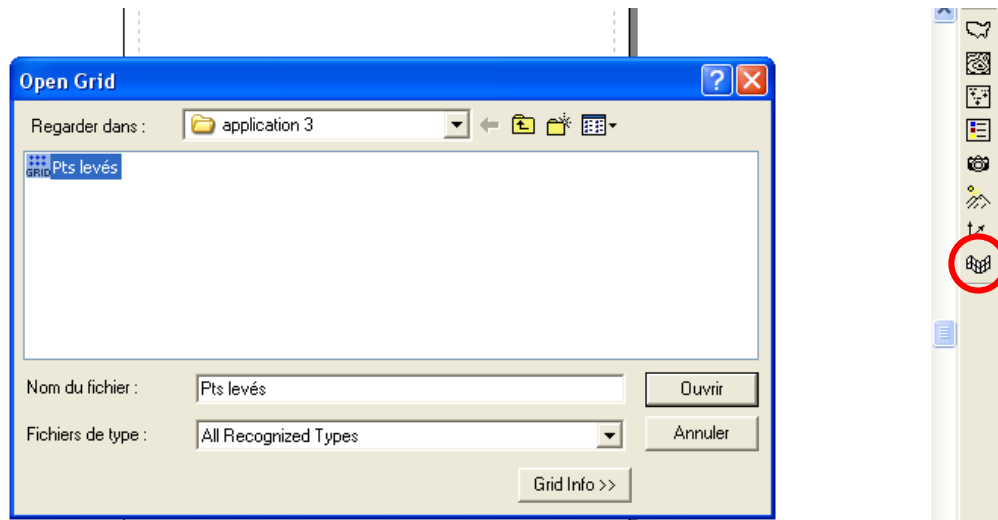 Open Grid
Regarder dans :
application 3
GRID
Pts levés
Nom du fichier :
Pts levés
Ouvrir
Fichiers de type :
All Recognized Types
Annuler
Grid Info >>